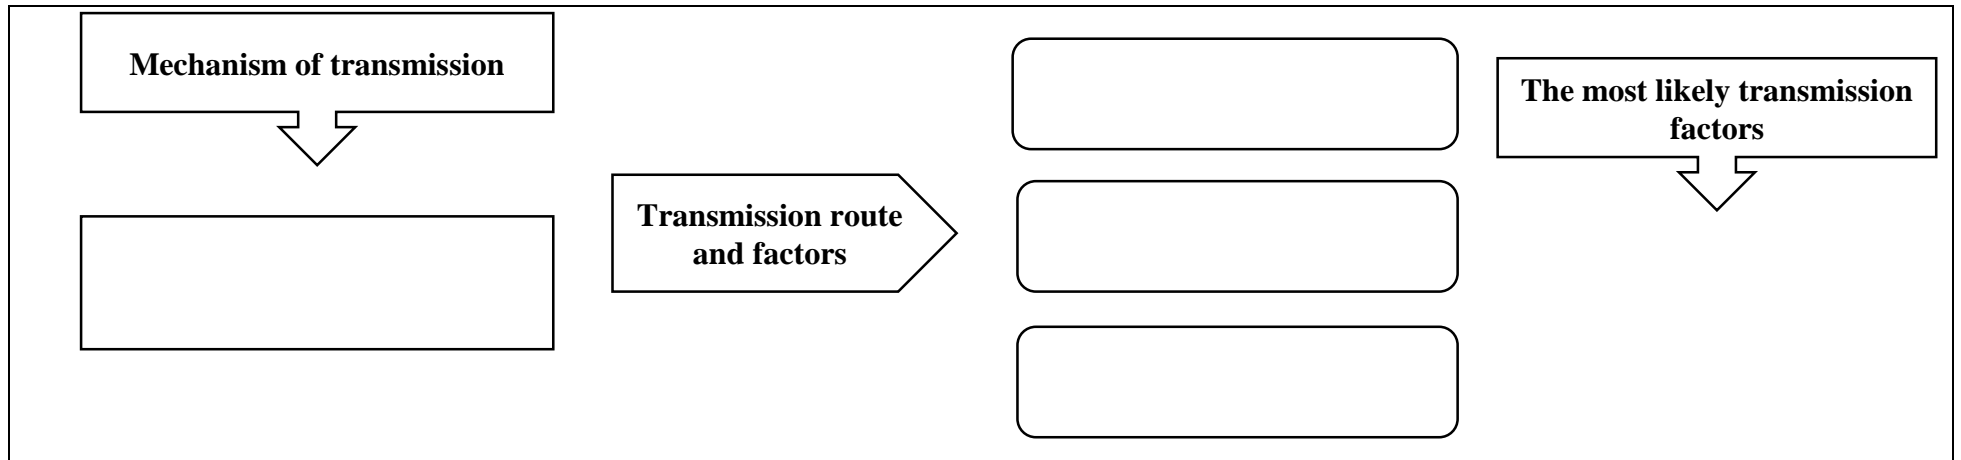 Mechanism of transmission
The most likely transmission
factors
Transmission route
and factors